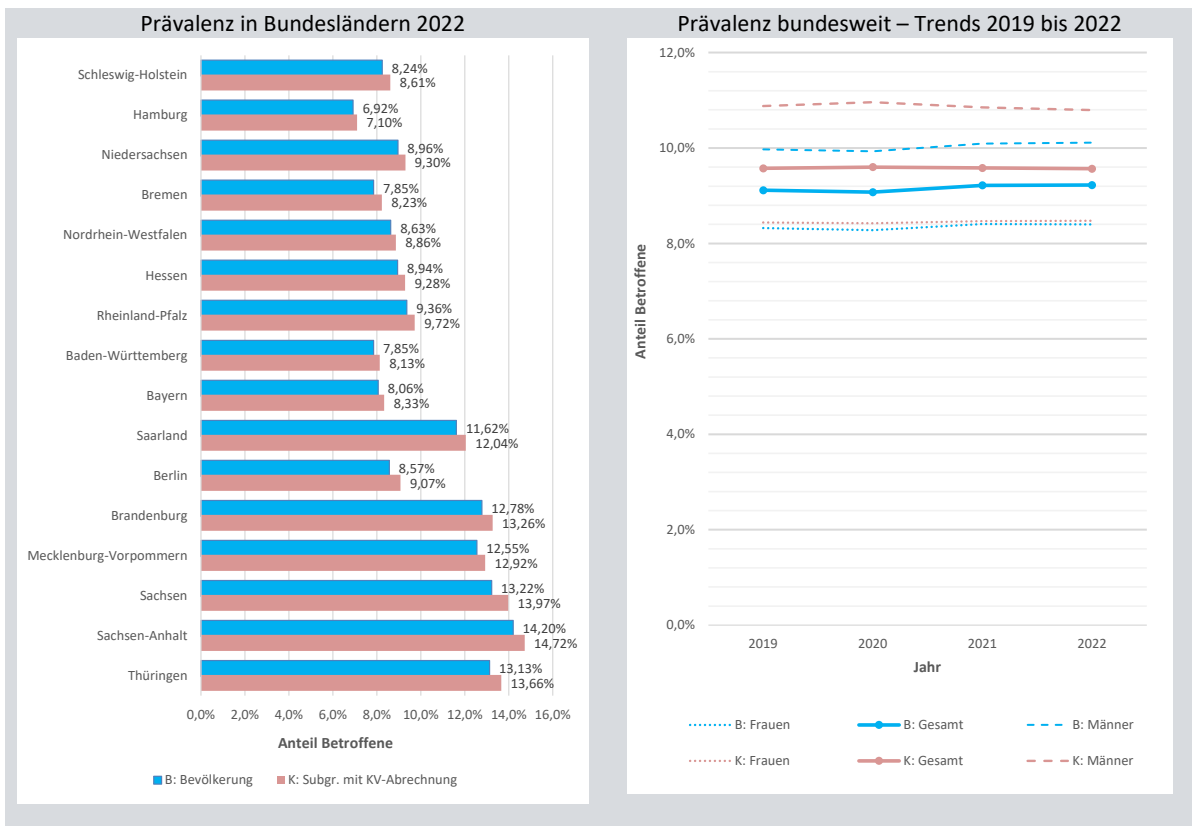 Prävalenz in Bundesländern 2022
Schleswig-Holstein
8,24%
8,61%
Hamburg
6,92%
7,10%
Niedersachsen
8,96%
9,30%
Bremen
7,85%
8,23%
Nordrhein-Westfalen
8,63%
8,86%
Hessen
8,94%
9,28%
Rheinland-Pfalz
9,36%
9,72%
Baden-Württemberg
7,85%
8,13%
Bayern
8,06%
8,33%
Saarland
11,62%
12,04%
Berlin
8,57%
9,07%
Brandenburg
12,78%
13,26%
Mecklenburg-Vorpommern
12,55%
12,92%
Sachsen
13,22%
13,97%
Sachsen-Anhalt
14,20%
14,72%
Thüringen
13,13%
13,66%
0,0% 2,0% 4,0% 6,0% 8,0% 10,0% 12,0% 14,0% 16,0%
Anteil Betroffene
B: Bevölkerung K: Subgr. mit KV-Abrechnung
Prävalenz bundesweit – Trends 2019 bis 2022
12,0%
10,0%
8,0%
6,0%
4,0%
2,0%
0,0%
Anteil Betroffene
2019 2020 2021 2022
Jahr
B: Frauen B: Gesamt B: Männer
K: Frauen K: Gesamt K: Männer